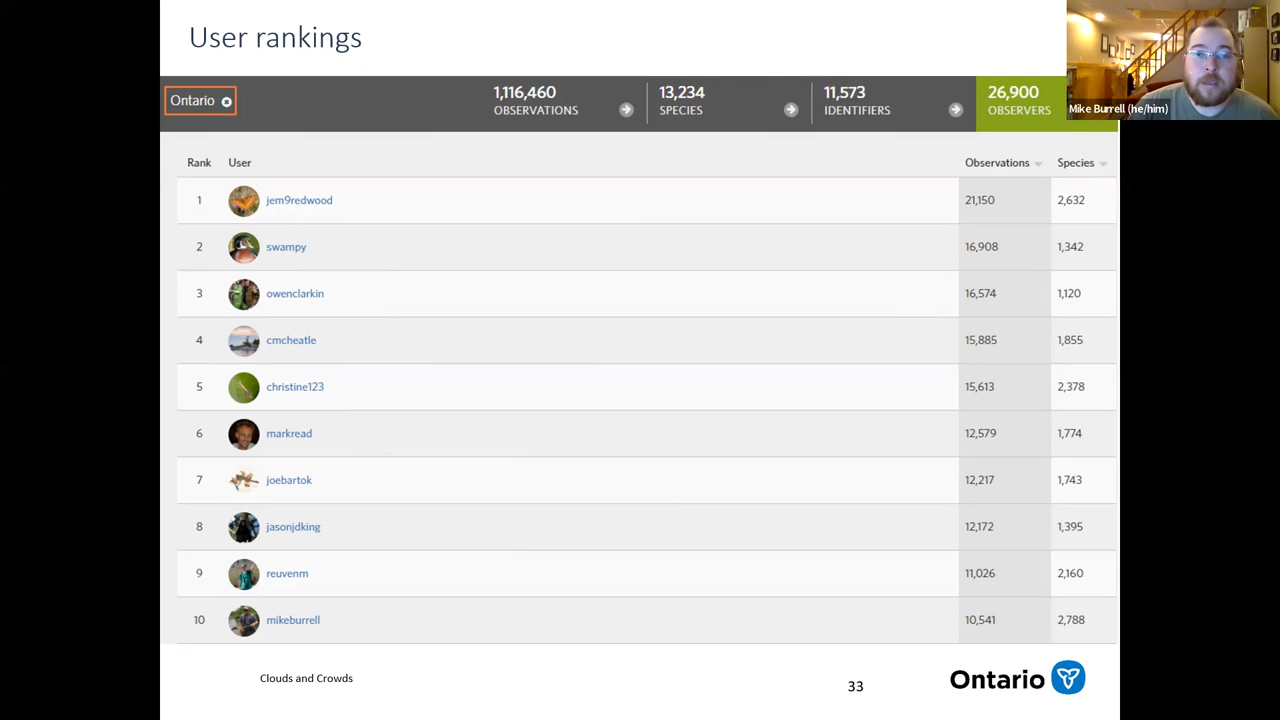 User rankings
Mike Burrell (he/him)
Ontario
1,116,460 13,234 11,573 26,900
OBSERVATIONS SPECIES IDENTIFIERS OBSERVERS
Rank User Observations Species
1 jem9redwood 21,150 2,632
2 swampy 16,908 1,342
3 owenclarkin 16,574 1,120
4 cmcheatle 15,885 1,855
5 christine123 15,613 2,378
6 markread 12,579 1,774
7 joebartok 12,217 1,743
8 jasonjdking 12,172 1,395
9 reuvenm 11,026 2,160
10 mikeburrell 10,541 2,788
Clouds and Crowds 33 Ontario